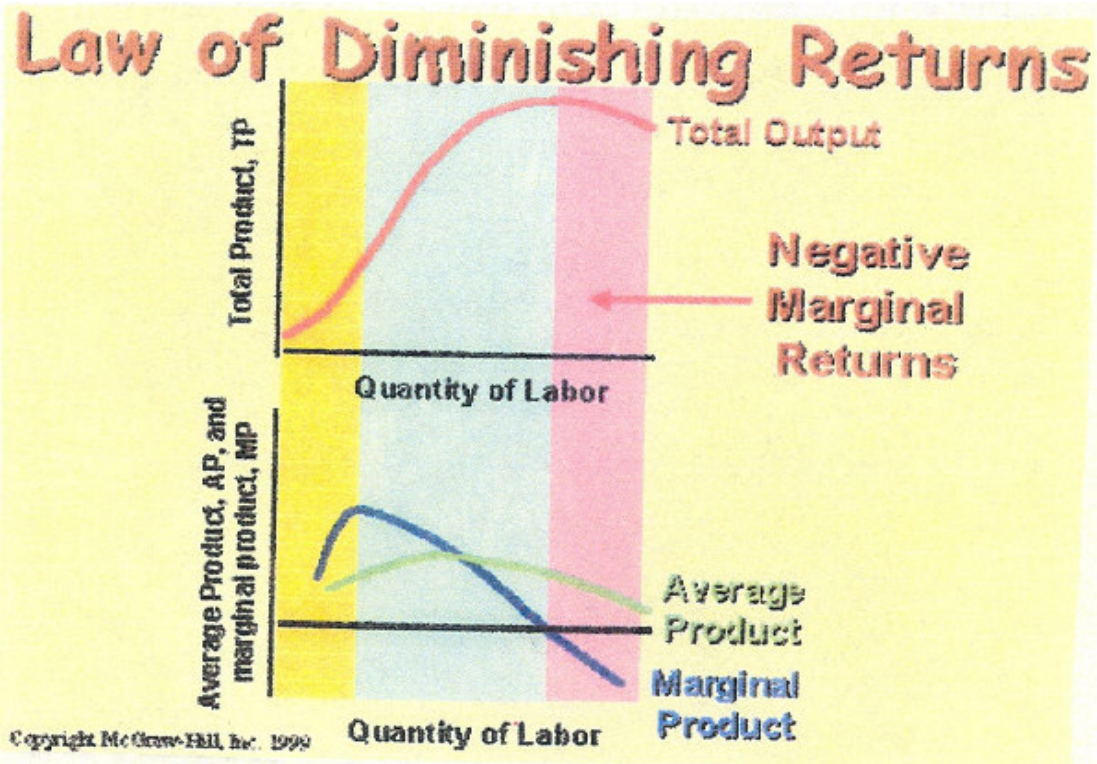 Law of Diminishing Returns
Total Product, TP
Total Output
Negative
Marginal
Returns
Quantity of Labor
Average Product, AP, and
marginal product, MP
Average
Product
Marginal
Product
Quantity of Labor
Copyright McGraw-Hill, Inc. 1999